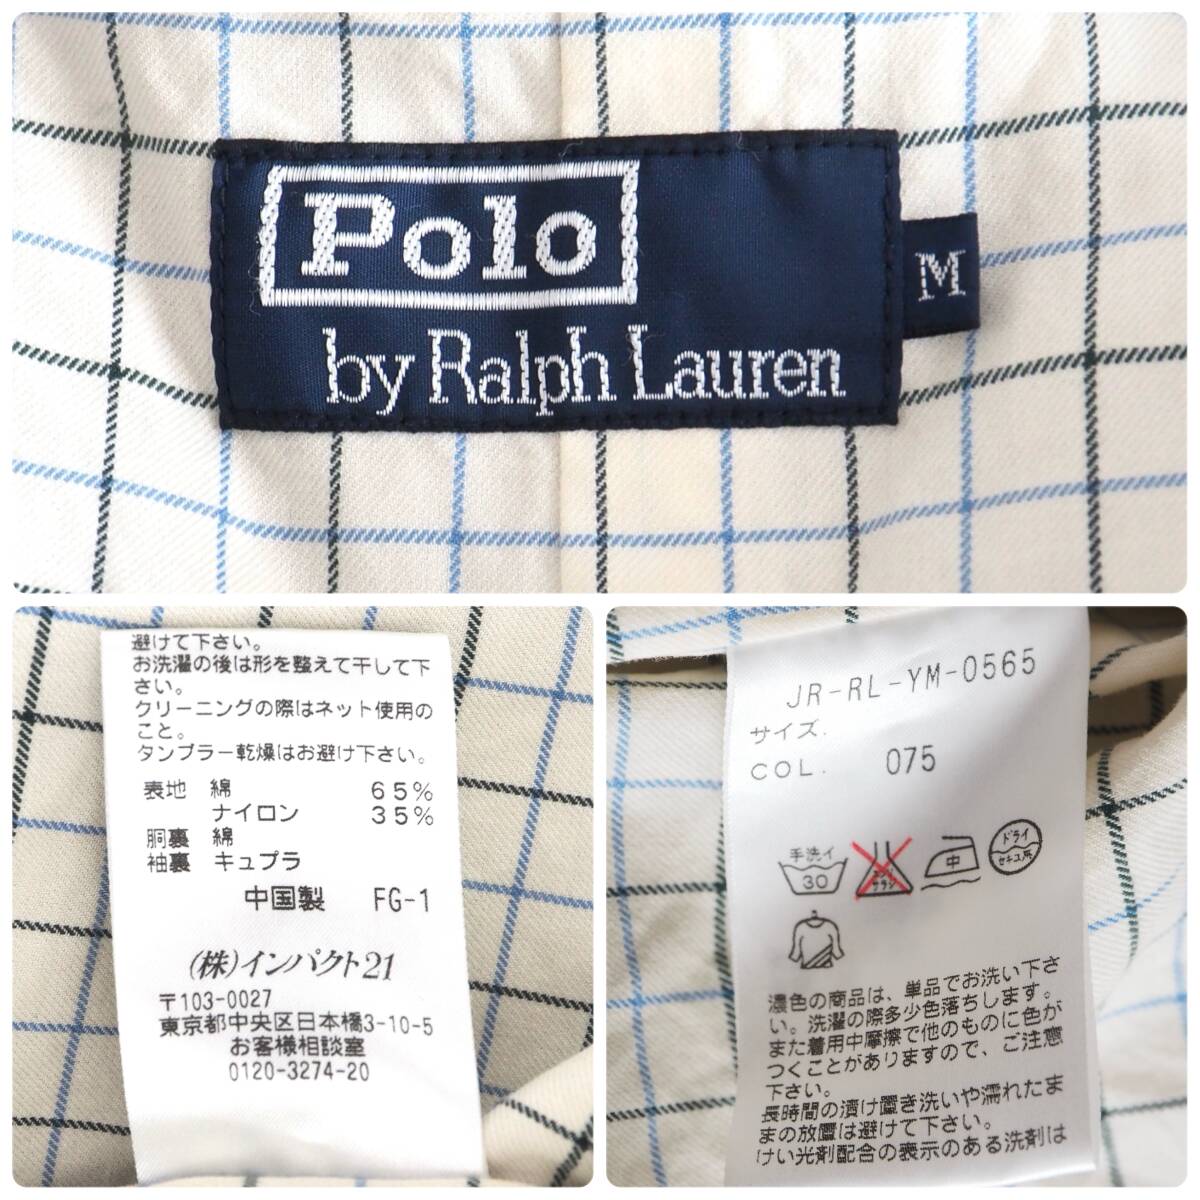 Polo
by Ralph Lauren
M
避けて下さい。
お洗濯の後は形を整えて干して下
さい。
クリーニングの際はネット使用の
こと。
タンブラー乾燥はお避け下さい。
表地 綿 65%
ナイロン 35%
胴裏 綿
袖裏 キュプラ
中国製 FG-1
(株)インパクト21
〒103-0027
東京都中央区日本橋3-10-5
お客様相談室
0120-3274-20
JR-RL-YM-0565
サイズ.
COL. 075
手洗イ
30
エンソ
サラシ
中
ドライ
セキユ系
濃色の商品は、単品でお洗い下さ
い。洗濯の際多少色落ちします。
また着用中摩擦で他のものに色が
つくことがありますので、ご注意
下さい。
長時間の漬け置き洗いや濡れたま
まの放置は避けて下さい。
けい光剤配合の表示のある洗剤は